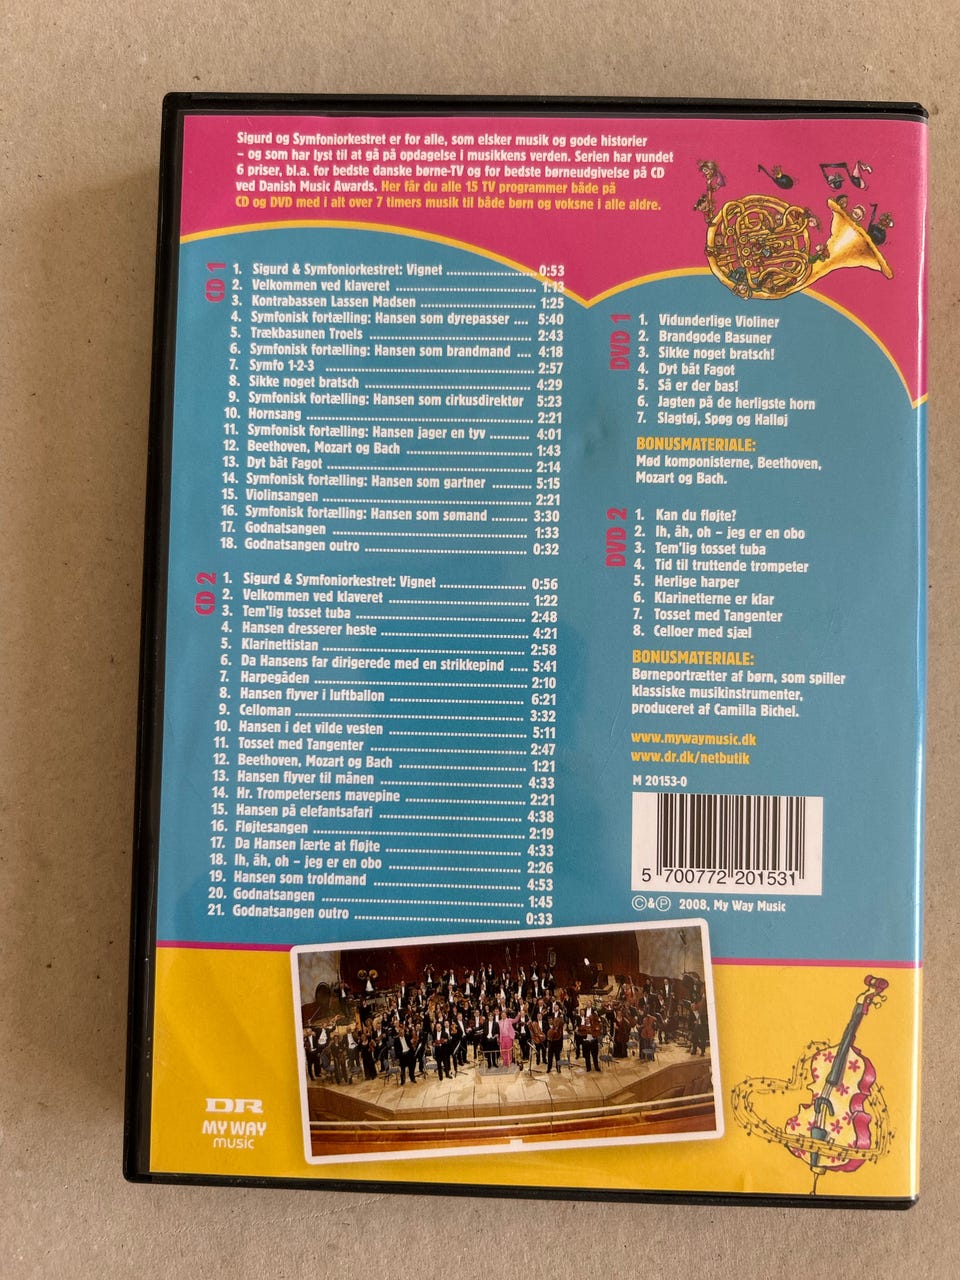 Sigurd og Symfoniorkestret er for alle, som elsker musik og gode historier
– og som har lyst til at gå på opdagelse i musikkens verden. Serien har vundet
6 priser, bl.a. for bedste danske børne-TV og for bedste børneudgivelse på CD
ved Danish Music Awards. Her får du alle 15 TV programmer både på
CD og DVD med i alt over 7 timers musik til både børn og voksne i alle aldre.
CD 1
1. Sigurd & Symfoniorkestret: Vignet 0:53
2. Velkommen ved klaveret 1:13
3. Kontrabassen Lassen Madsen 1:25
4. Symfonisk fortælling: Hansen som dyrepasser 5:40
5. Trækbasunen Troels 2:43
6. Symfonisk fortælling: Hansen som brandmand 4:18
7. Symfo 1-2-3 2:57
8. Sikke noget bratsch 4:29
9. Symfonisk fortælling: Hansen som cirkusdirektør 5:23
10. Hornsang 2:21
11. Symfonisk fortælling: Hansen jager en tyv 4:01
12. Beethoven, Mozart og Bach 1:43
13. Dyt båt Fagot 2:14
14. Symfonisk fortælling: Hansen som gartner 5:15
15. Violinsangen 2:21
16. Symfonisk fortælling: Hansen som sømand 3:30
17. Godnatsangen 1:33
18. Godnatsangen outro 0:32
CD 2
1. Sigurd & Symfoniorkestret: Vignet 0:56
2. Velkommen ved klaveret 1:22
3. Tem'lig tosset tuba 2:48
4. Hansen dresserer heste 4:21
5. Klarinettistan 2:58
6. Da Hansens far dirigerede med en strikkepind 5:41
7. Harpegåden 2:10
8. Hansen flyver i luftballon 6:21
9. Celloman 3:32
10. Hansen i det vilde vesten 5:11
11. Tosset med Tangenter 2:47
12. Beethoven, Mozart og Bach 1:21
13. Hansen flyver til månen 4:33
14. Hr. Trompetersens mavepine 2:21
15. Hansen på elefantsafari 4:38
16. Fløjtesangen 2:19
17. Da Hansen lærte at fløjte 4:33
18. Ih, åh, oh – jeg er en obo 2:26
19. Hansen som troldmand 4:53
20. Godnatsangen 1:45
21. Godnatsangen outro 0:33
DVD 1
1. Vidunderlige Violiner
2. Brandgode Basuner
3. Sikke noget bratsch!
4. Dyt båt Fagot
5. Så er der bas!
6. Jagten på de herligste horn
7. Slagtøj, Spøg og Halløj
BONUSMATERIALE:
Mød komponisterne, Beethoven,
Mozart og Bach.
DVD 2
1. Kan du fløjte?
2. Ih, åh, oh – jeg er en obo
3. Tem'lig tosset tuba
4. Tid til truttende trompeter
5. Herlige harper
6. Klarinetterne er klar
7. Tosset med Tangenter
8. Celloer med sjæl
BONUSMATERIALE:
Børneportrætter af børn, som spiller
klassiske musikinstrumenter,
produceret af Camilla Bichel.
www.mywaymusic.dk
www.dr.dk/netbutik
M 20153-0
5 700772 201531
©&℗ 2008, My Way Music
DR
MY WAY
music